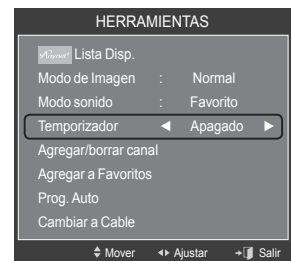 HERRAMIENTAS
Anynet+ Lista Disp.
Modo de Imagen : Normal
Modo sonido : Favorito
Temporizador ◄ Apagado ►
Agregar/borrar canal
Agregar a Favoritos
Prog. Auto
Cambiar a Cable
Mover Ajustar Salir